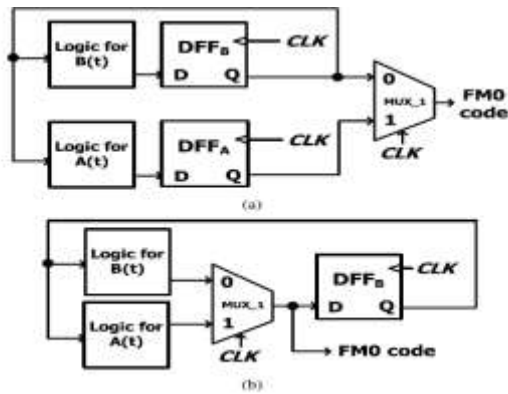 Logic for
B(t)
DFFB
CLK
D Q
Logic for
A(t)
DFFA
CLK
D Q
0
MUX_1
1
CLK
FM0
code
(a)
Logic for
B(t)
Logic for
A(t)
0
MUX_1
1
CLK
DFFB
CLK
D Q
FM0 code
(b)